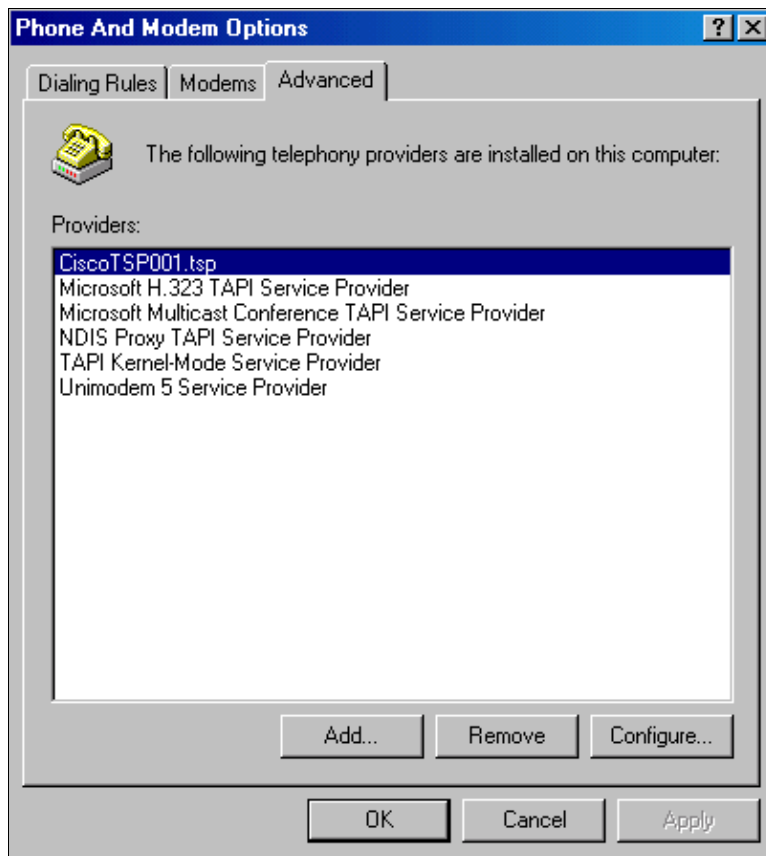 Phone And Modem Options
Dialing Rules Modems Advanced
The following telephony providers are installed on this computer:
Providers:
CiscoTSP001.tsp
Microsoft H.323 TAPI Service Provider
Microsoft Multicast Conference TAPI Service Provider
NDIS Proxy TAPI Service Provider
TAPI Kernel-Mode Service Provider
Unimodem 5 Service Provider
Add... Remove Configure...
OK Cancel Apply